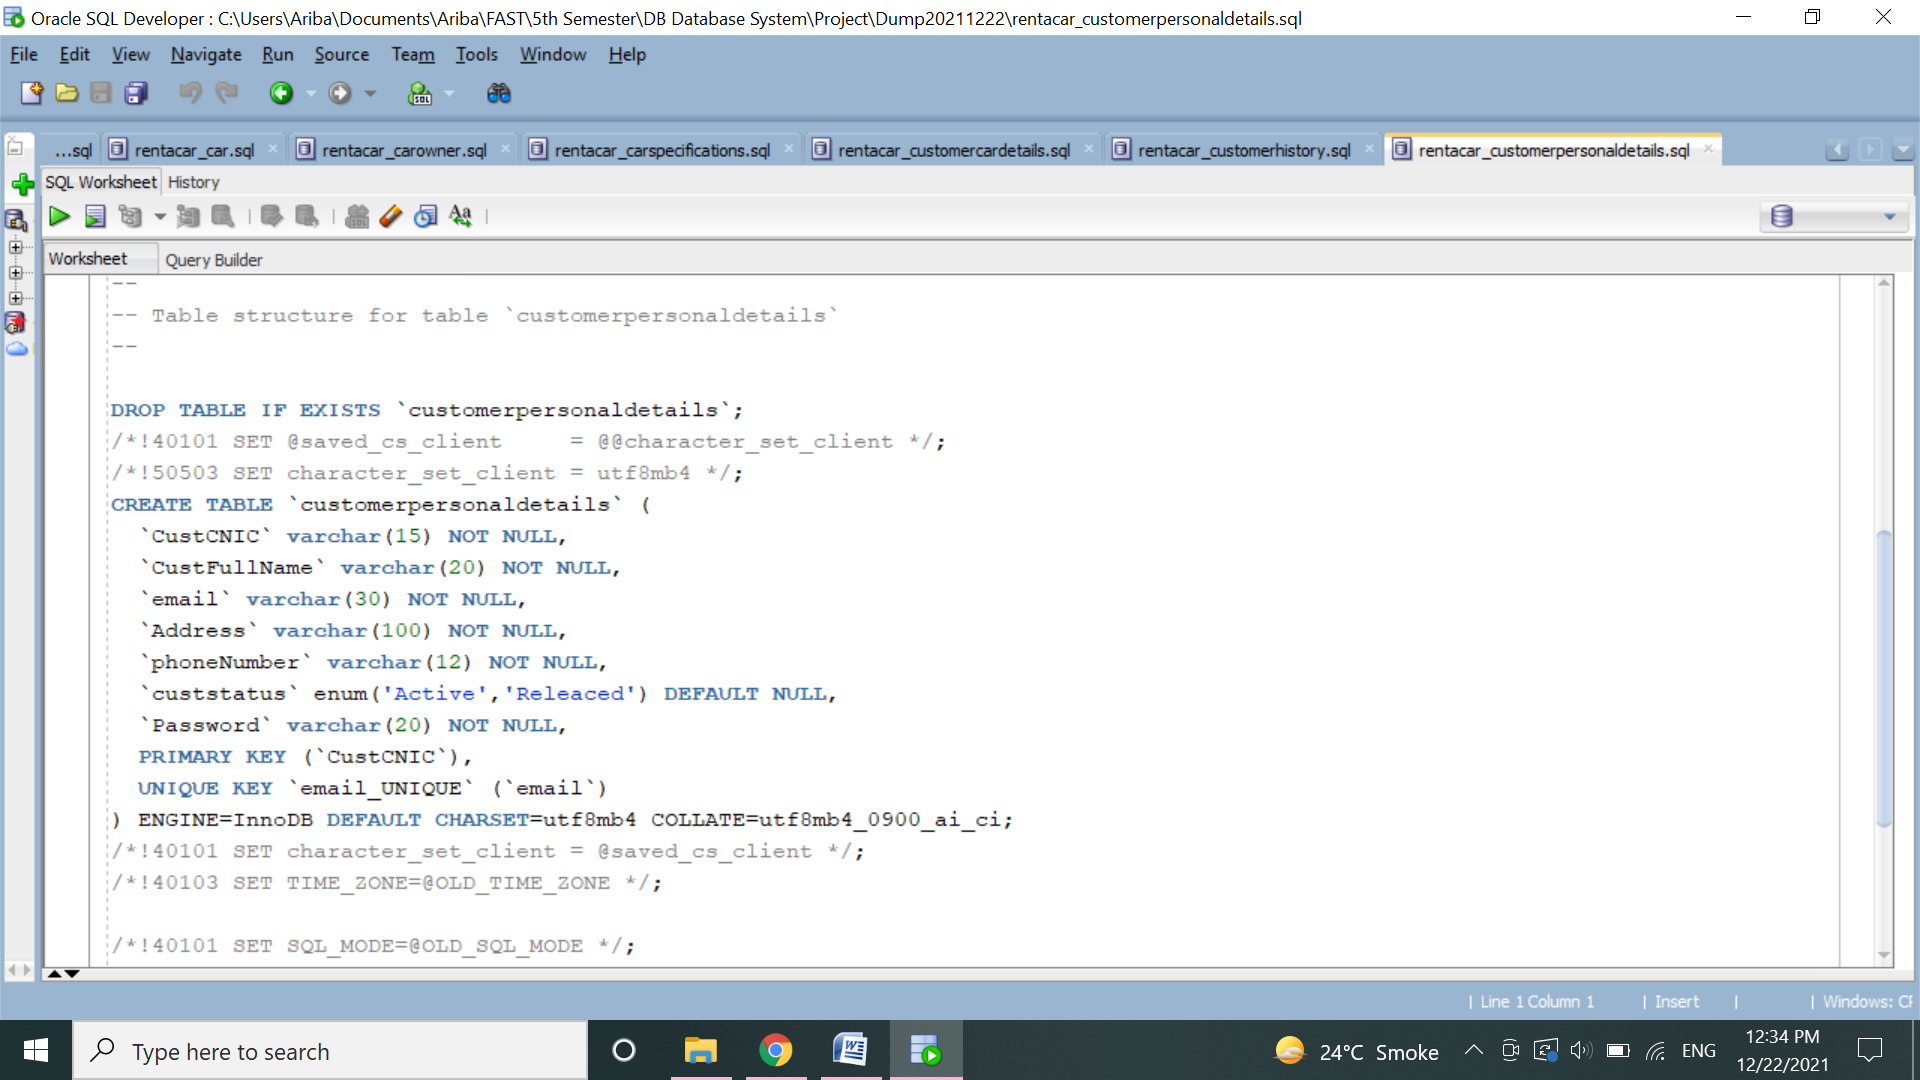 Oracle SQL Developer : C:\Users\Ariba\Documents\Ariba\FAST\5th Semester\DB Database System\Project\Dump20211222\rentacar_customerpersonaldetails.sql
File Edit View Navigate Run Source Team Tools Window Help
SQL
...sql rentacar_car.sql rentacar_carowner.sql rentacar_carspecifications.sql rentacar_customercardetails.sql rentacar_customerhistory.sql rentacar_customerpersonaldetails.sql
SQL Worksheet History
Aa
Worksheet Query Builder
--
-- Table structure for table `customerpersonaldetails`
--
DROP TABLE IF EXISTS `customerpersonaldetails`;
/*!40101 SET @saved_cs_client     = @@character_set_client */;
/*!50503 SET character_set_client = utf8mb4 */;
CREATE TABLE `customerpersonaldetails` (
  `CustCNIC` varchar(15) NOT NULL,
  `CustFullName` varchar(20) NOT NULL,
  `email` varchar(30) NOT NULL,
  `Address` varchar(100) NOT NULL,
  `phoneNumber` varchar(12) NOT NULL,
  `custstatus` enum('Active','Releaced') DEFAULT NULL,
  `Password` varchar(20) NOT NULL,
  PRIMARY KEY (`CustCNIC`),
  UNIQUE KEY `email_UNIQUE` (`email`)
) ENGINE=InnoDB DEFAULT CHARSET=utf8mb4 COLLATE=utf8mb4_0900_ai_ci;
/*!40101 SET character_set_client = @saved_cs_client */;
/*!40103 SET TIME_ZONE=@OLD_TIME_ZONE */;
/*!40101 SET SQL_MODE=@OLD_SQL_MODE */;
| Line 1 Column 1 | Insert | | Windows: CF
Type here to search
24°C Smoke ENG 12:34 PM
12/22/2021